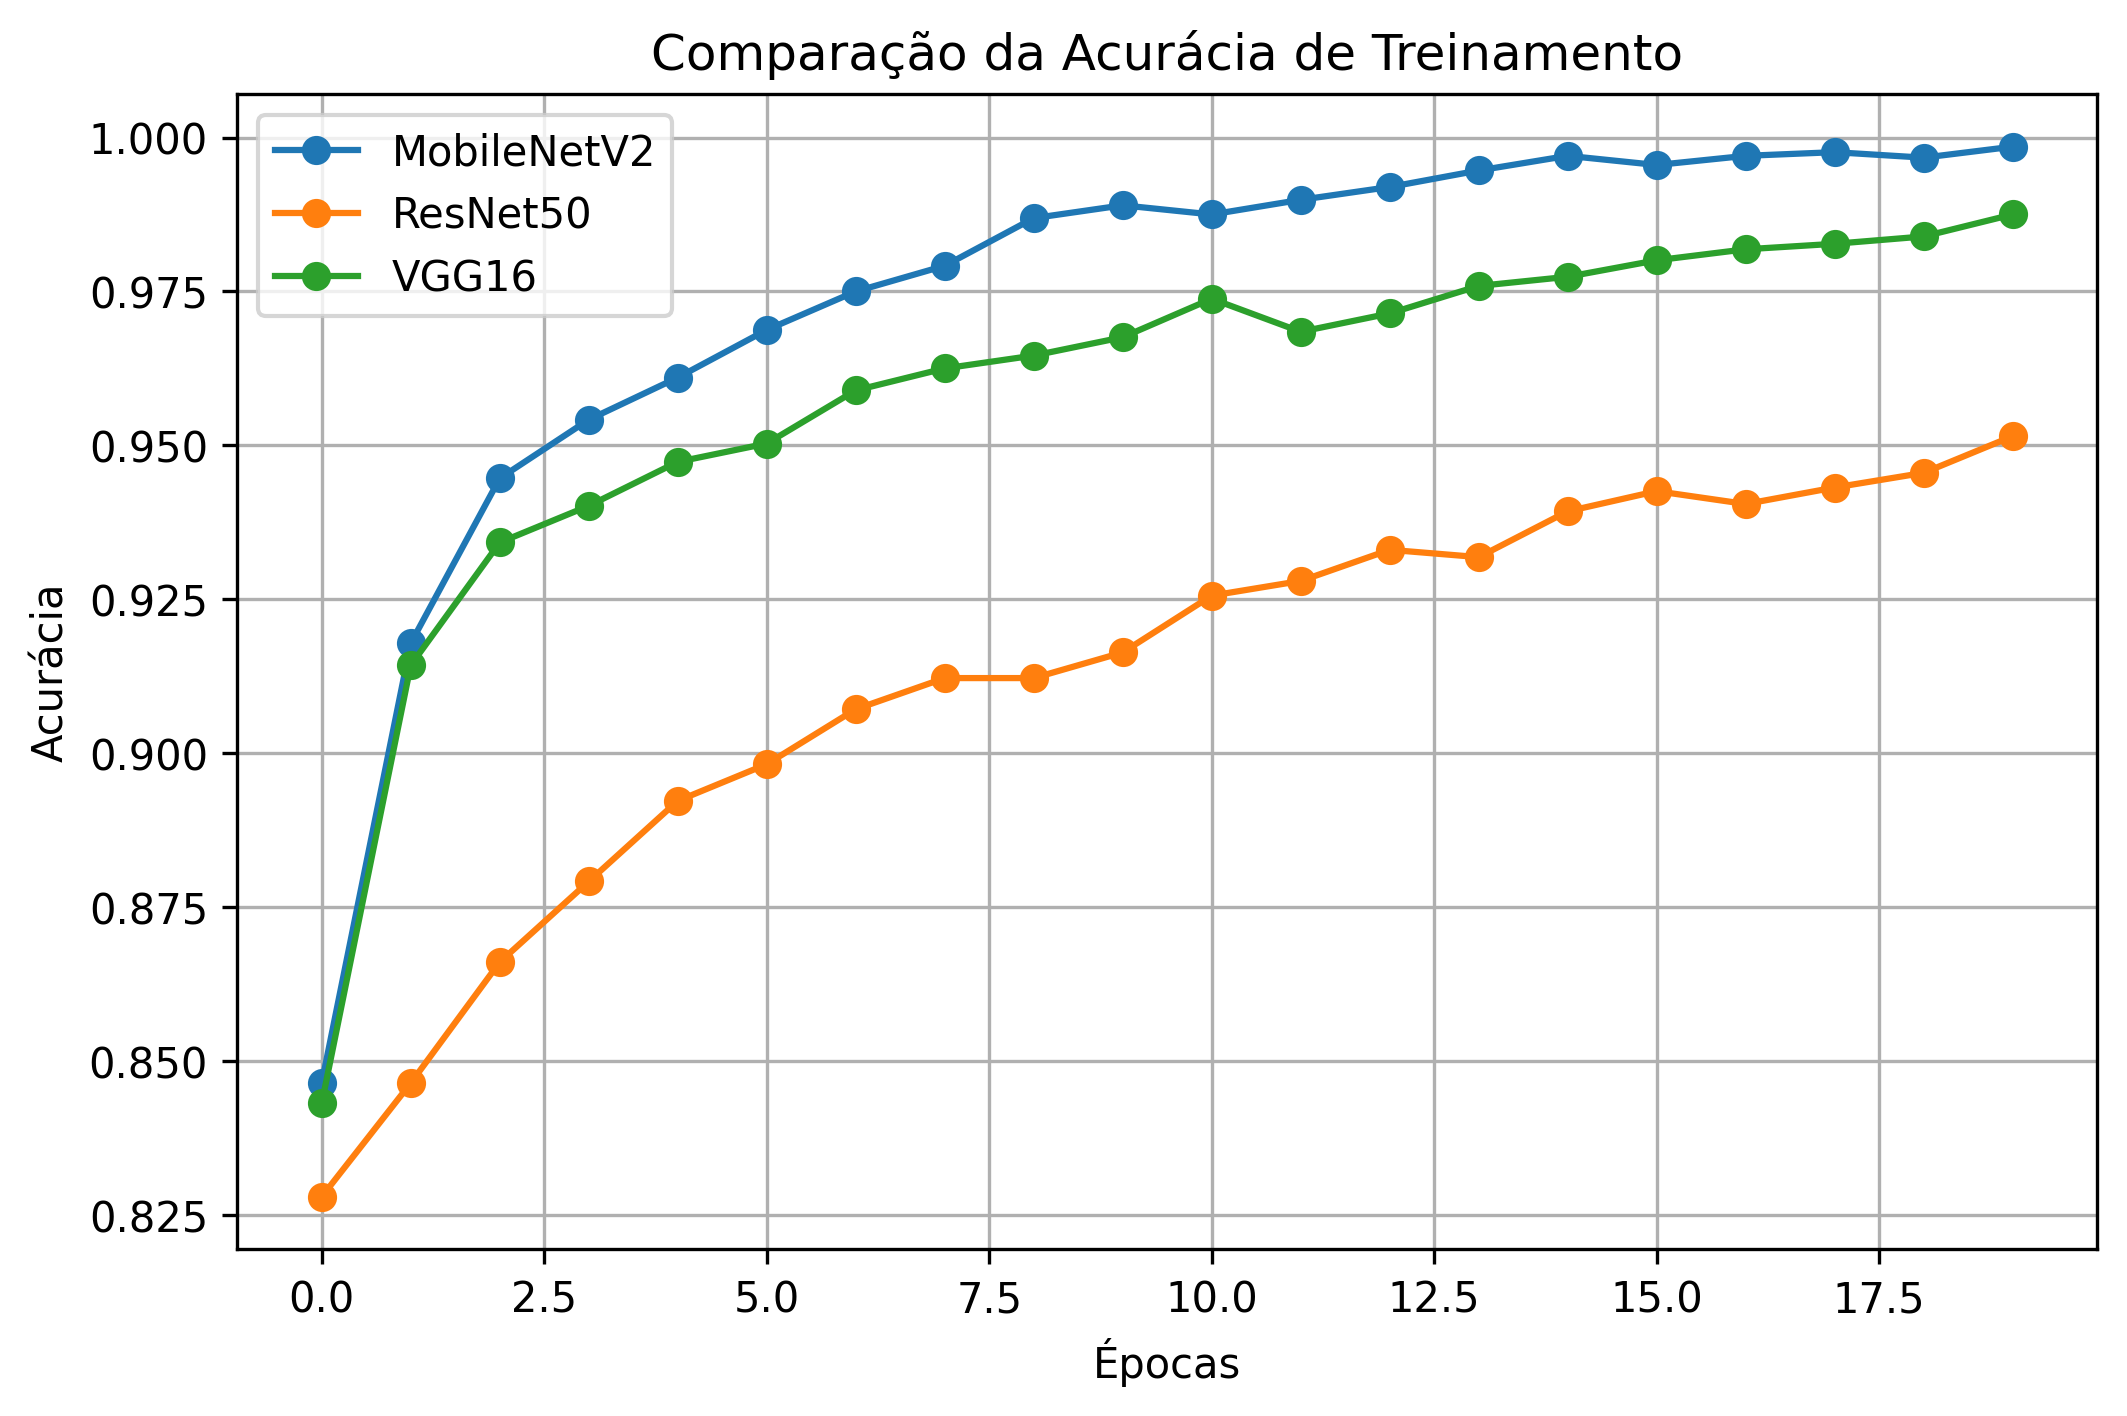 Comparação da Acurácia de Treinamento
MobileNetV2
ResNet50
VGG16
1.000
0.975
0.950
0.925
0.900
0.875
0.850
0.825
Acurácia
0.0 2.5 5.0 7.5 10.0 12.5 15.0 17.5
Épocas